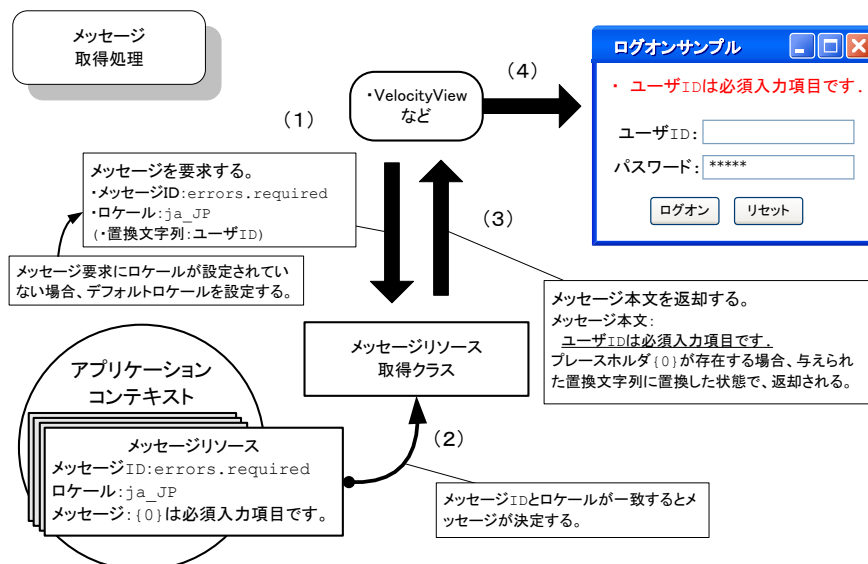 メッセージ
取得処理
(1)
・VelocityView
など
(4)
ログオンサンプル
・ ユーザIDは必須入力項目です.
ユーザID:
パスワード: *****
ログオン
リセット
メッセージを要求する。
・メッセージID:errors.required
・ロケール:ja_JP
(・置換文字列:ユーザID)
メッセージ要求にロケールが設定されてい
ない場合、デフォルトロケールを設定する。
(3)
メッセージ本文を返却する。
メッセージ本文:
ユーザIDは必須入力項目です.
プレースホルダ{0}が存在する場合、与えられ
た置換文字列に置換した状態で、返却される。
メッセージリソース
取得クラス
アプリケーション
コンテキスト
メッセージリソース
メッセージID:errors.required
ロケール:ja_JP
メッセージ:{0}は必須入力項目です。
(2)
メッセージIDとロケールが一致するとメ
ッセージが決定する。